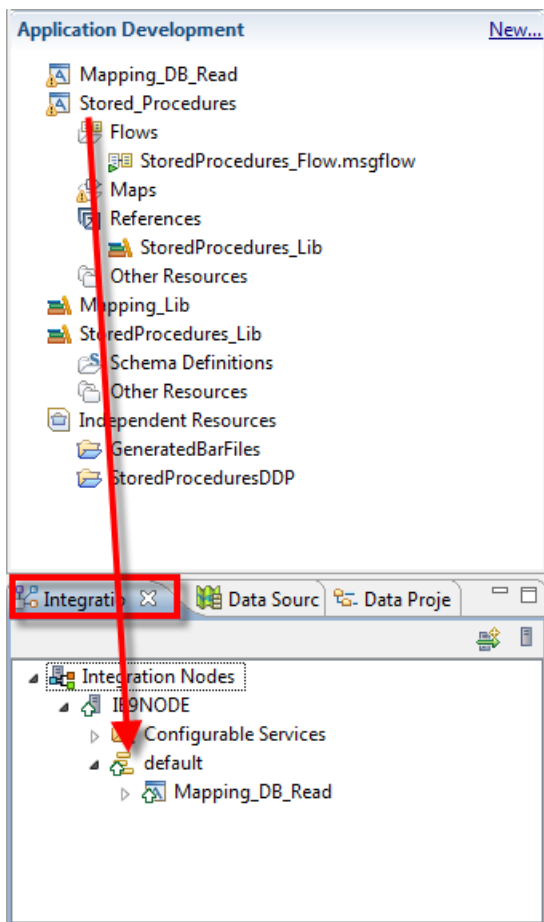 Application Development New...
Mapping_DB_Read
Stored_Procedures
Flows
StoredProcedures_Flow.msgflow
Maps
References
StoredProcedures_Lib
Other Resources
Mapping_Lib
StoredProcedures_Lib
Schema Definitions
Other Resources
Independent Resources
GeneratedBarFiles
StoredProceduresDDP
Integratio Data Sourc Data Proje
Integration Nodes
IB9NODE
Configurable Services
default
Mapping_DB_Read